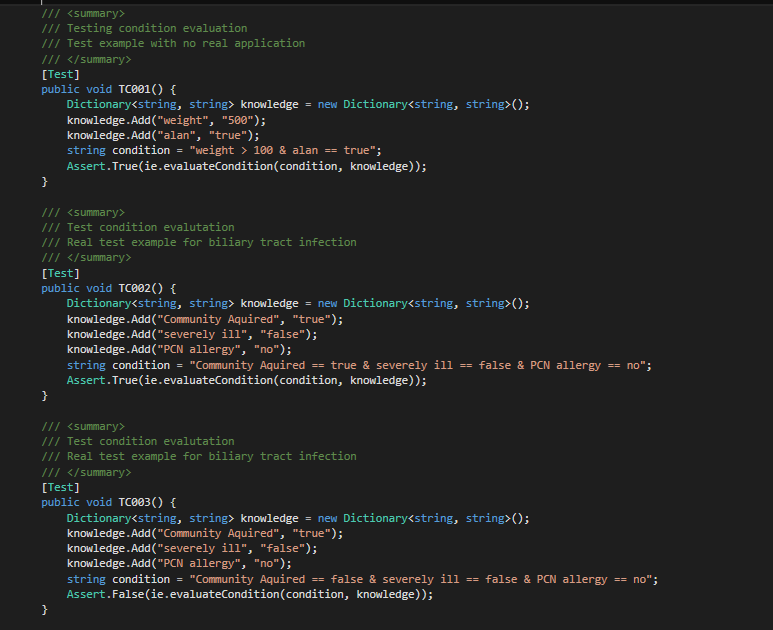 /// <summary>
/// Testing condition evaluation
/// Test example with no real application
/// </summary>
[Test]
public void TC001() {
Dictionary<string, string> knowledge = new Dictionary<string, string>();
knowledge.Add("weight", "500");
knowledge.Add("alan", "true");
string condition = "weight > 100 & alan == true";
Assert.True(ie.evaluateCondition(condition, knowledge));
}
/// <summary>
/// Test condition evalutation
/// Real test example for biliary tract infection
/// </summary>
[Test]
public void TC002() {
Dictionary<string, string> knowledge = new Dictionary<string, string>();
knowledge.Add("Community Aquired", "true");
knowledge.Add("severely ill", "false");
knowledge.Add("PCN allergy", "no");
string condition = "Community Aquired == true & severely ill == false & PCN allergy == no";
Assert.True(ie.evaluateCondition(condition, knowledge));
}
/// <summary>
/// Test condition evalutation
/// Real test example for biliary tract infection
/// </summary>
[Test]
public void TC003() {
Dictionary<string, string> knowledge = new Dictionary<string, string>();
knowledge.Add("Community Aquired", "true");
knowledge.Add("severely ill", "false");
knowledge.Add("PCN allergy", "no");
string condition = "Community Aquired == false & severely ill == false & PCN allergy == no";
Assert.False(ie.evaluateCondition(condition, knowledge));
}